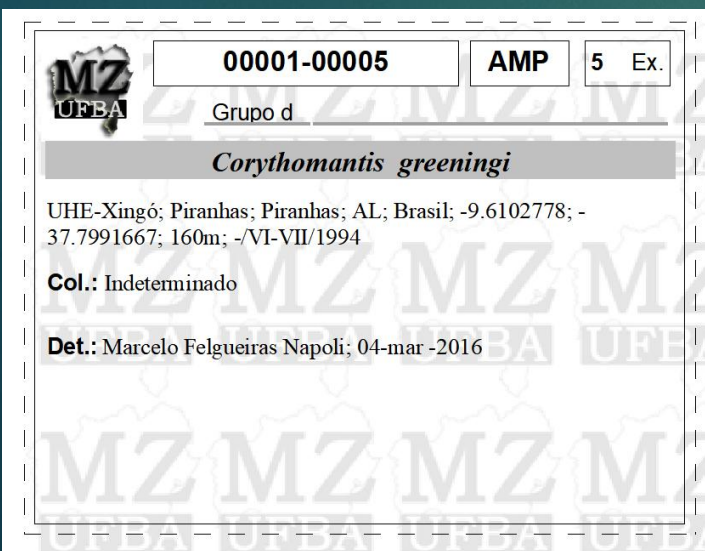 MZ
UFBA
00001-00005 AMP 5 Ex.
Grupo d
Corythomantis greeningi
UHE-Xingó; Piranhas; Piranhas; AL; Brasil; -9.6102778; -
37.7991667; 160m; -/VI-VII/1994
Col.: Indeterminado
Det.: Marcelo Felgueiras Napoli; 04-mar -2016